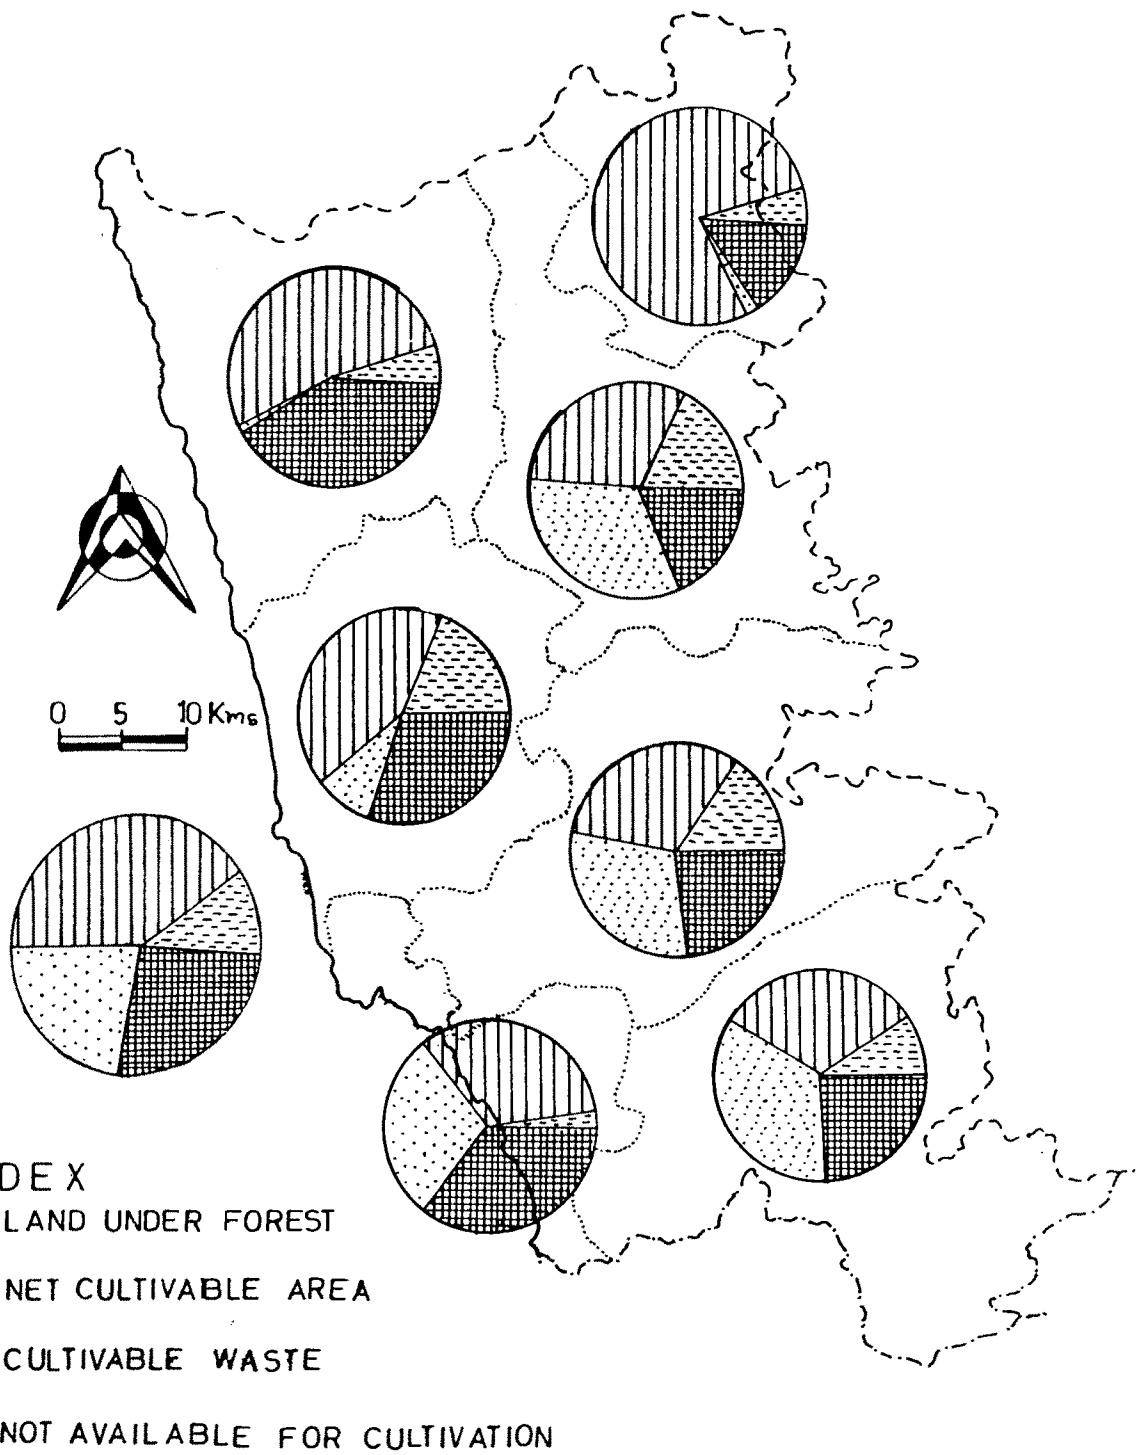 0 5 10 Kms
DEX
LAND UNDER FOREST
NET CULTIVABLE AREA
CULTIVABLE WASTE
NOT AVAILABLE FOR CULTIVATION